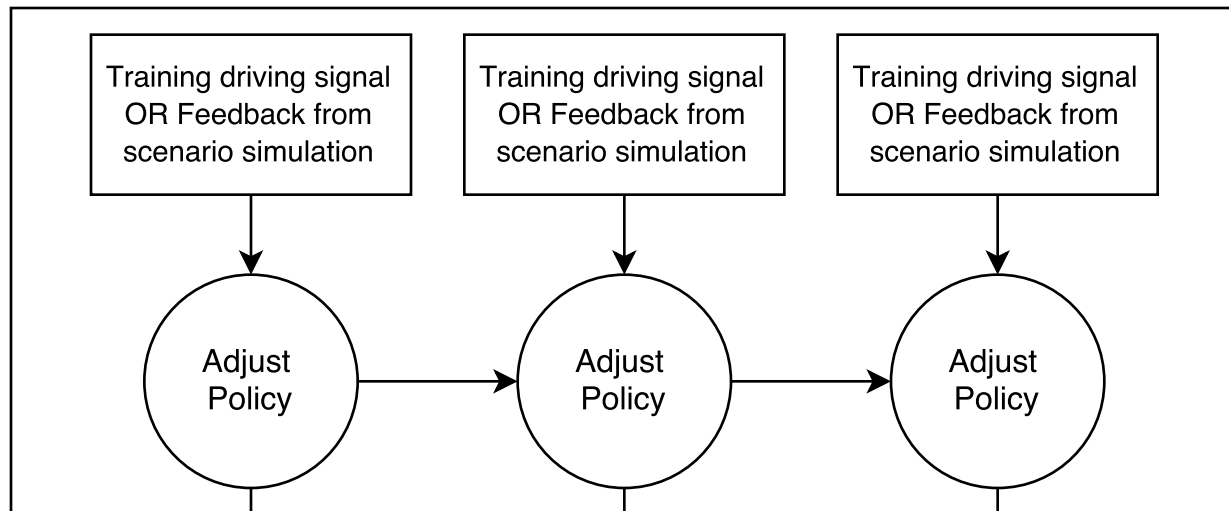 Training driving signal
OR Feedback from
scenario simulation
Training driving signal
OR Feedback from
scenario simulation
Training driving signal
OR Feedback from
scenario simulation
Adjust
Policy
Adjust
Policy
Adjust
Policy